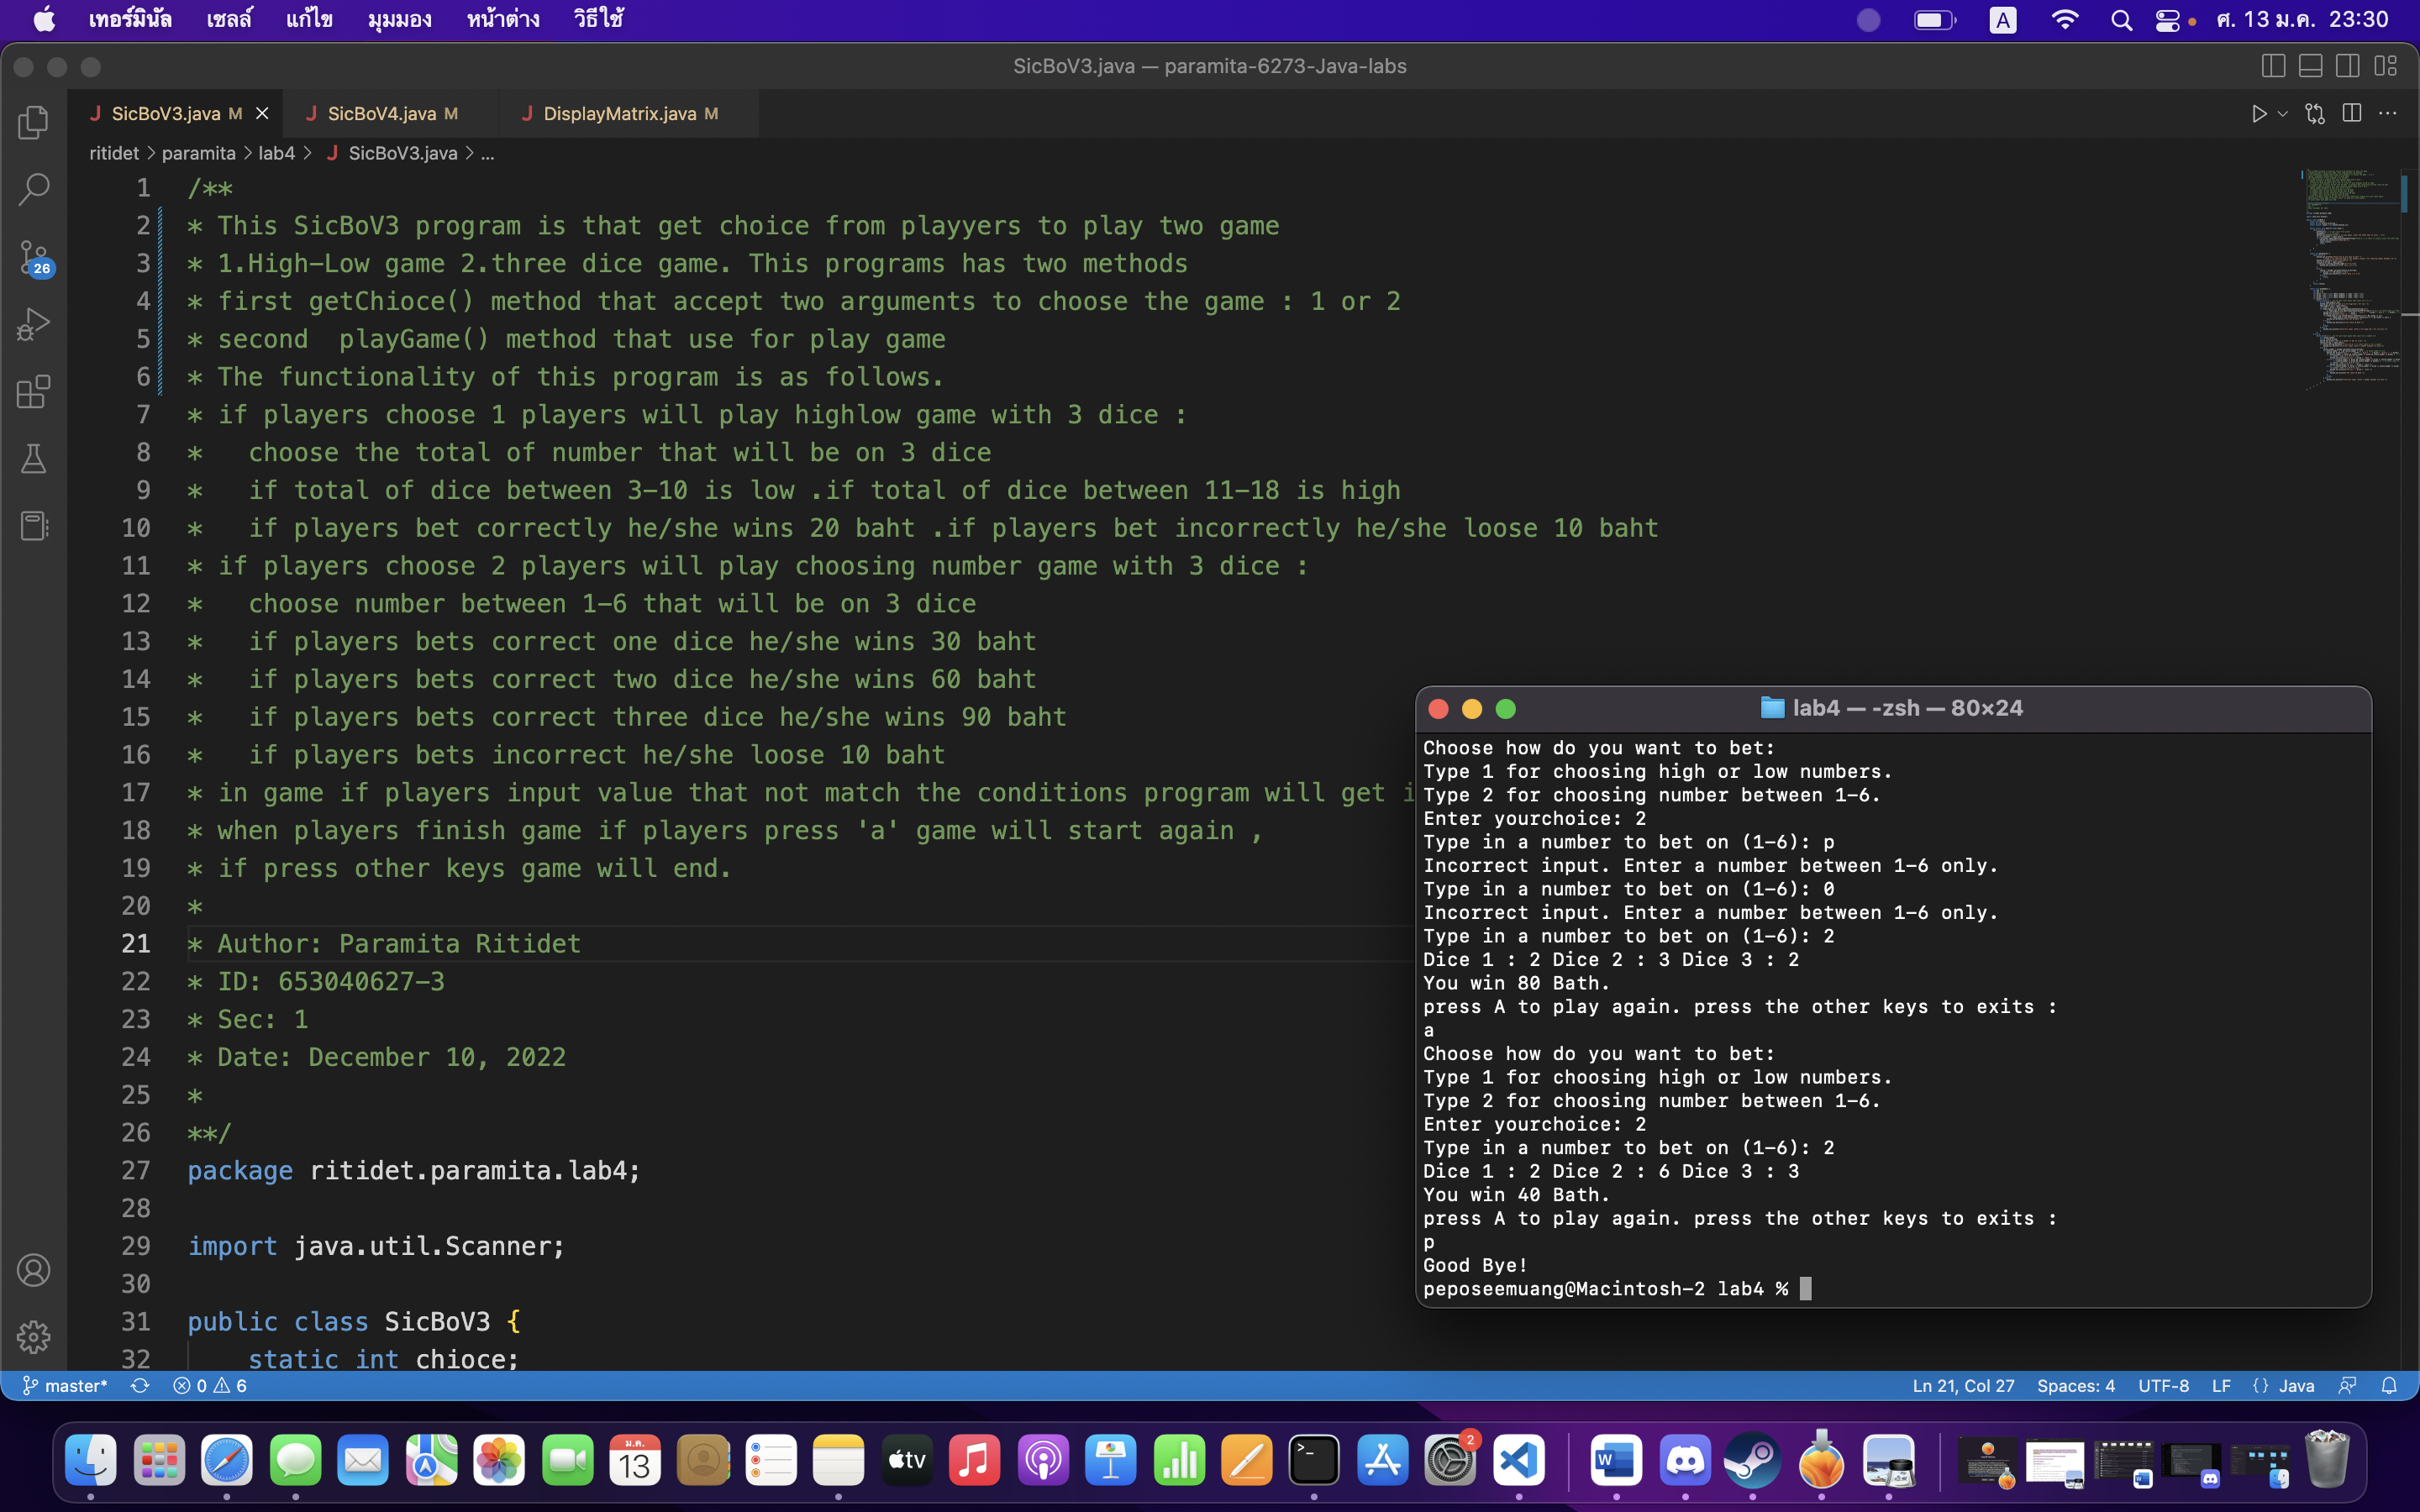 เทอร์มินัล เชลล์ แก้ไข มุมมอง หน้าต่าง วิธีใช้ A ศ. 13 ม.ค. 23:30
SicBoV3.java — paramita-6273-Java-labs
J SicBoV3.java M J SicBoV4.java M J DisplayMatrix.java M
ritidet > paramita > lab4 > J SicBoV3.java > ...
26
1 /**
2 * This SicBoV3 program is that get choice from playyers to play two game
3 * 1.High-Low game 2.three dice game. This programs has two methods
4 * first getChioce() method that accept two arguments to choose the game : 1 or 2
5 * second  playGame() method that use for play game
6 * The functionality of this program is as follows.
7 * if players choose 1 players will play highlow game with 3 dice :
8 *   choose the total of number that will be on 3 dice
9 *   if total of dice between 3-10 is low .if total of dice between 11-18 is high
10 *   if players bet correctly he/she wins 20 baht .if players bet incorrectly he/she loose 10 baht
11 * if players choose 2 players will play choosing number game with 3 dice :
12 *   choose number between 1-6 that will be on 3 dice
13 *   if players bets correct one dice he/she wins 30 baht
14 *   if players bets correct two dice he/she wins 60 baht
15 *   if players bets correct three dice he/she wins 90 baht
16 *   if players bets incorrect he/she loose 10 baht
17 * in game if players input value that not match the conditions program will get i
18 * when players finish game if players press 'a' game will start again ,
19 * if press other keys game will end.
20 *
21 * Author: Paramita Ritidet
22 * ID: 653040627-3
23 * Sec: 1
24 * Date: December 10, 2022
25 *
26 **/
27 package ritidet.paramita.lab4;
28
29 import java.util.Scanner;
30
31 public class SicBoV3 {
32     static int chioce;
lab4 — -zsh — 80×24
Choose how do you want to bet:
Type 1 for choosing high or low numbers.
Type 2 for choosing number between 1-6.
Enter yourchoice: 2
Type in a number to bet on (1-6): p
Incorrect input. Enter a number between 1-6 only.
Type in a number to bet on (1-6): 0
Incorrect input. Enter a number between 1-6 only.
Type in a number to bet on (1-6): 2
Dice 1 : 2 Dice 2 : 3 Dice 3 : 2
You win 80 Bath.
press A to play again. press the other keys to exits :
a
Choose how do you want to bet:
Type 1 for choosing high or low numbers.
Type 2 for choosing number between 1-6.
Enter yourchoice: 2
Type in a number to bet on (1-6): 2
Dice 1 : 2 Dice 2 : 6 Dice 3 : 3
You win 40 Bath.
press A to play again. press the other keys to exits :
p
Good Bye!
peposeemuang@Macintosh-2 lab4 %
master* 0 6 Ln 21, Col 27 Spaces: 4 UTF-8 LF {} Java
ม.ค.
13
tv
2
W